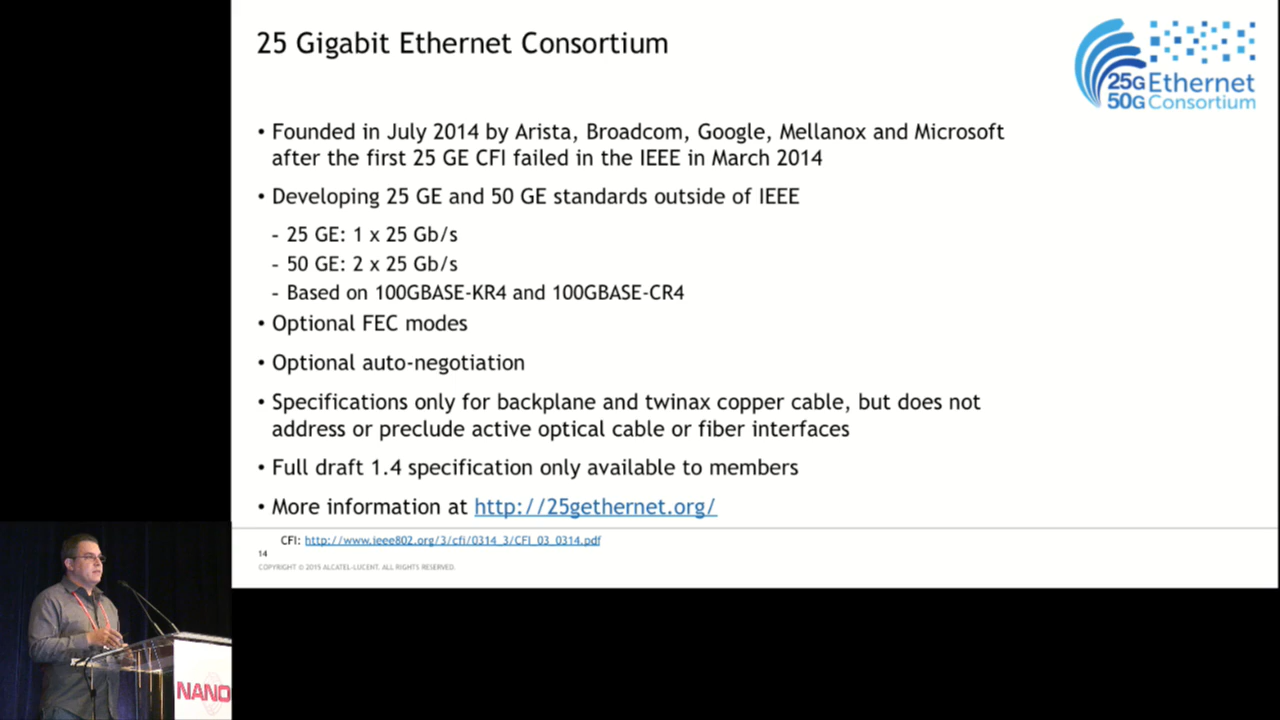 25 Gigabit Ethernet Consortium
25G Ethernet
50G Consortium
• Founded in July 2014 by Arista, Broadcom, Google, Mellanox and Microsoft
after the first 25 GE CFI failed in the IEEE in March 2014
• Developing 25 GE and 50 GE standards outside of IEEE
- 25 GE: 1 x 25 Gb/s
- 50 GE: 2 x 25 Gb/s
- Based on 100GBASE-KR4 and 100GBASE-CR4
• Optional FEC modes
• Optional auto-negotiation
• Specifications only for backplane and twinax copper cable, but does not
address or preclude active optical cable or fiber interfaces
• Full draft 1.4 specification only available to members
• More information at http://25gethernet.org/
CFI: http://www.ieee802.org/3/cfi/0314_3/CFI_03_0314.pdf
14
COPYRIGHT © 2015 ALCATEL-LUCENT. ALL RIGHTS RESERVED.
NANO